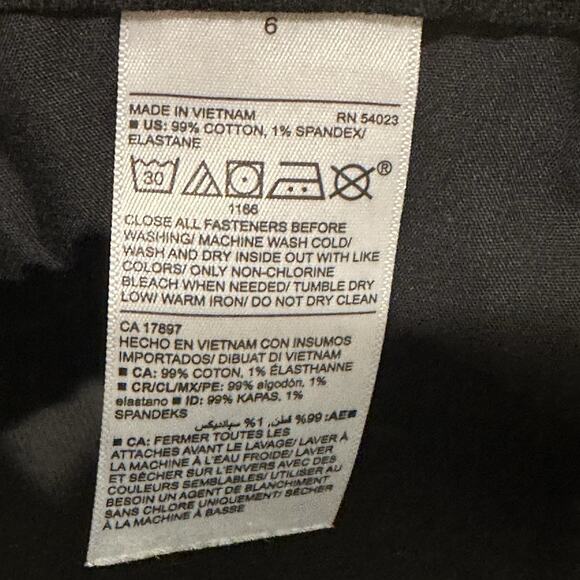 6
MADE IN VIETNAM RN 54023
■ US: 99% COTTON, 1% SPANDEX/
ELASTANE
30 ®
1166
CLOSE ALL FASTENERS BEFORE
WASHING/ MACHINE WASH COLD/
WASH AND DRY INSIDE OUT WITH LIKE
COLORS/ ONLY NON-CHLORINE
BLEACH WHEN NEEDED/ TUMBLE DRY
LOW/ WARM IRON/ DO NOT DRY CLEAN
CA 17897
HECHO EN VIETNAM CON INSUMOS
IMPORTADOS/ DIBUAT DI VIETNAM
■ CA: 99% COTON, 1% ÉLASTHANNE
■ CR/CL/MX/PE: 99% algodón, 1%
elastano ■ ID: 99% KAPAS, 1%
SPANDEKS
■AE: 99% قطن, 1% سباندیکس
■ CA: FERMER TOUTES LES
ATTACHES AVANT LE LAVAGE/ LAVER À
LA MACHINE À L'EAU FROIDE/ LAVER
ET SÉCHER SUR L'ENVERS AVEC DES
COULEURS SEMBLABLES/ UTILISER AU
BESOIN UN AGENT DE BLANCHIMENT
SANS CHLORE UNIQUEMENT/ SÉCHER
À LA MACHINE À BASSE